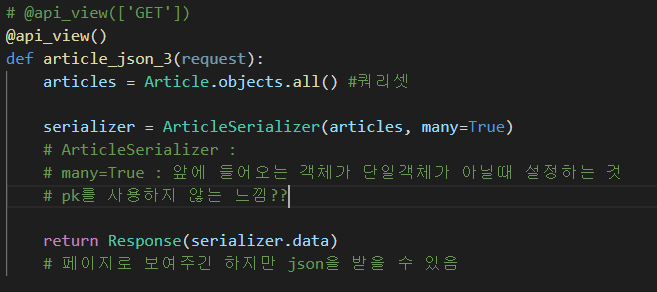 # @api_view(['GET'])
@api_view()
def article_json_3(request):
articles = Article.objects.all() #쿼리셋
serializer = ArticleSerializer(articles, many=True)
# ArticleSerializer :
# many=True : 앞에 들어오는 객체가 단일객체가 아닐때 설정하는 것
# pk를 사용하지 않는 느낌??
return Response(serializer.data)
# 페이지로 보여주긴 하지만 json을 받을 수 있음